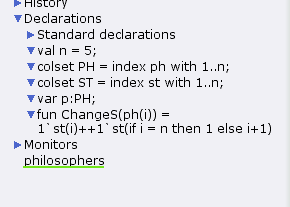 History
Declarations
Standard declarations
val n = 5;
colset PH = index ph with 1..n;
colset ST = index st with 1..n;
var p:PH;
fun ChangeS(ph(i)) =
1`st(i)++1`st(if i = n then 1 else i+1)
Monitors
philosophers